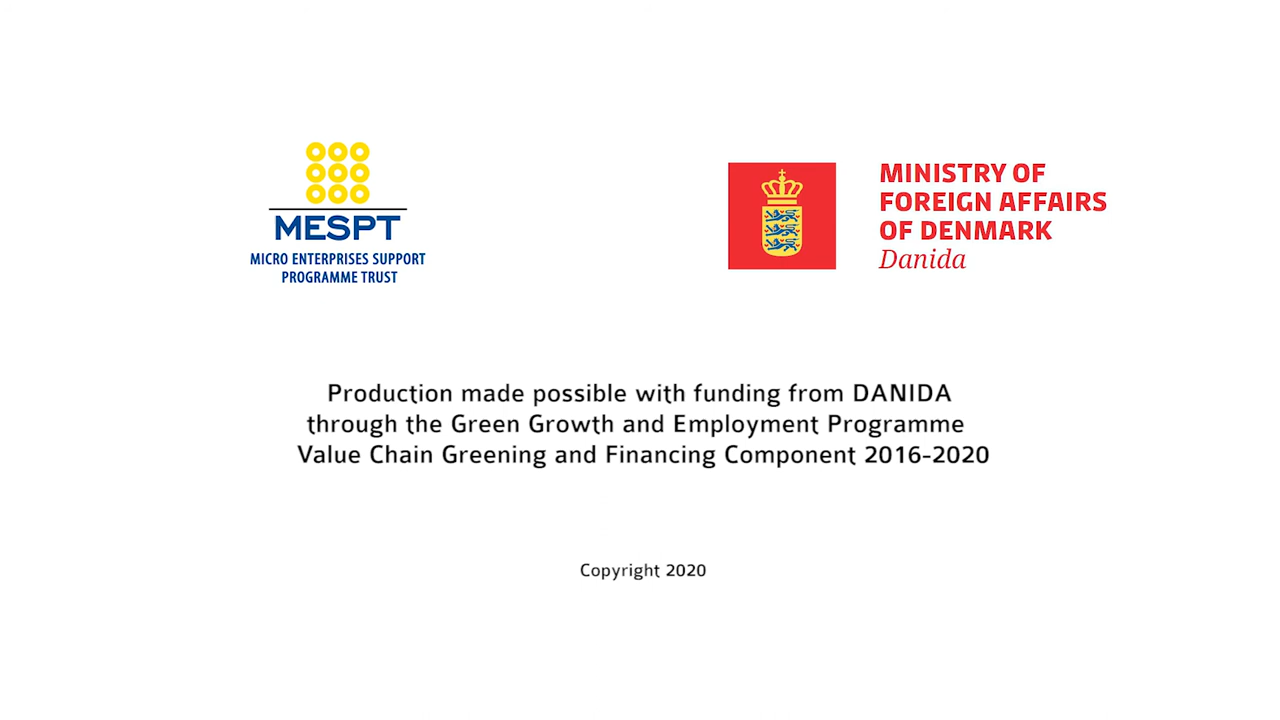 MESPT
MICRO ENTERPRISES SUPPORT
PROGRAMME TRUST
MINISTRY OF
FOREIGN AFFAIRS
OF DENMARK
Danida
Production made possible with funding from DANIDA
through the Green Growth and Employment Programme
Value Chain Greening and Financing Component 2016-2020
Copyright 2020